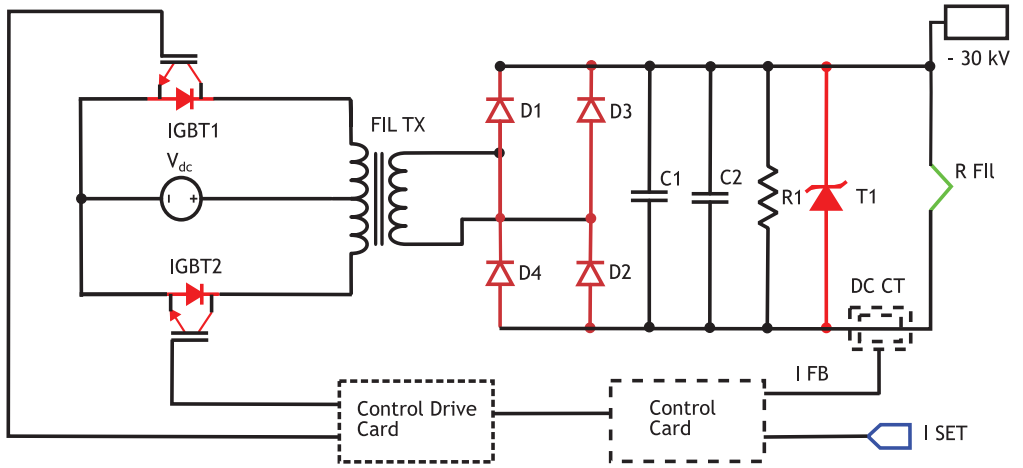 - 30 kV
IGBT1
FIL TX
D1
D3
Vdc
C1
C2
R1
T1
R FIl
- +
IGBT2
D4
D2
DC CT
I FB
Control Drive
Card
Control
Card
I SET